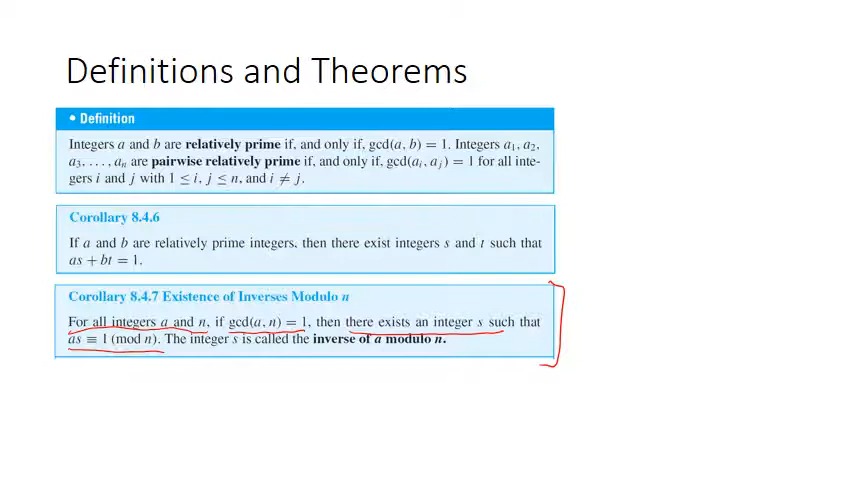 Definitions and Theorems
• Definition
Integers a and b are relatively prime if, and only if, gcd(a, b) = 1. Integers a₁, a₂,
a₃, . . . , aₙ are pairwise relatively prime if, and only if, gcd(aᵢ, aⱼ) = 1 for all inte-
gers i and j with 1 ≤ i, j ≤ n, and i ≠ j.
Corollary 8.4.6
If a and b are relatively prime integers, then there exist integers s and t such that
as + bt = 1.
Corollary 8.4.7 Existence of Inverses Modulo n
For all integers a and n, if gcd(a, n) = 1, then there exists an integer s such that
as ≡ 1 (mod n). The integer s is called the inverse of a modulo n.